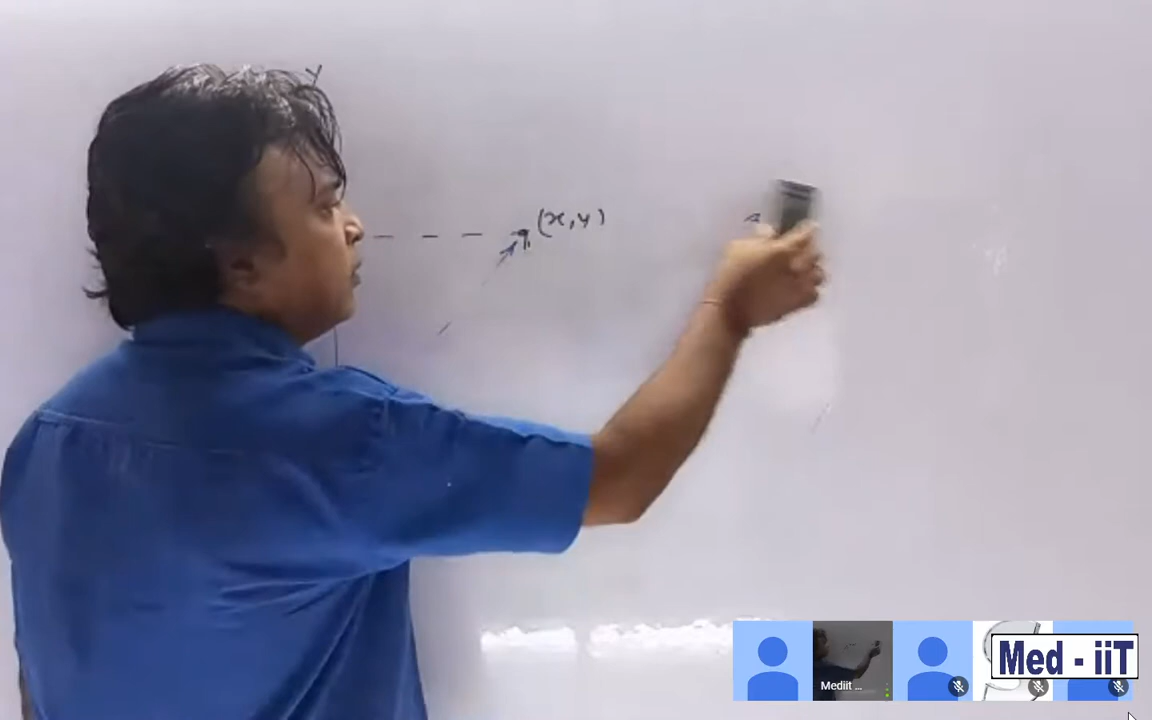 Y
(x,y)
Mediit ...
Med - iiT